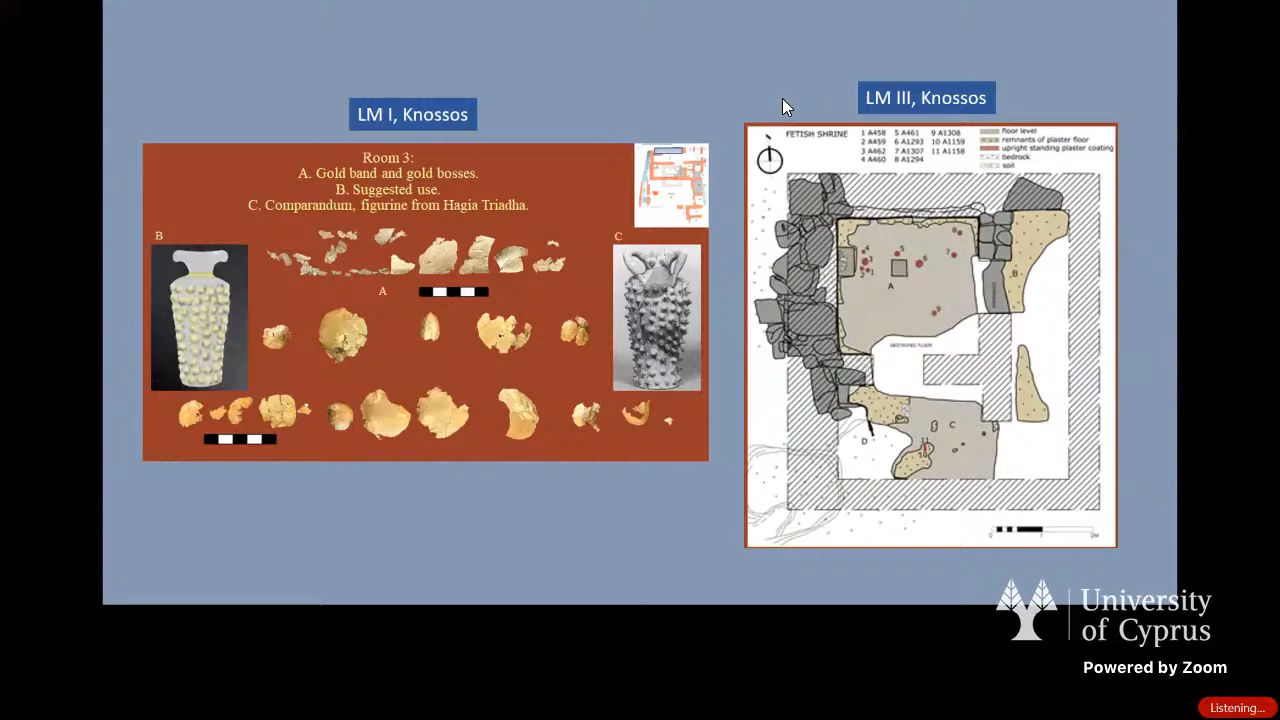 LM I, Knossos
Room 3:
A. Gold band and gold bosses.
B. Suggested use.
C. Comparandum, figurine from Hagia Triadha.
B
C
A
LM III, Knossos
FETISH SHRINE
1 A458 5 A461 9 A1308
2 A459 6 A1293 10 A1159
3 A462 7 A1307 11 A1158
4 A460 8 A1294
floor level
remnants of plaster floor
upright standing plaster coating
bedrock
soil
A
B
DESTROYED FLOOR
C
D
University
of Cyprus
Powered by Zoom
Listening...